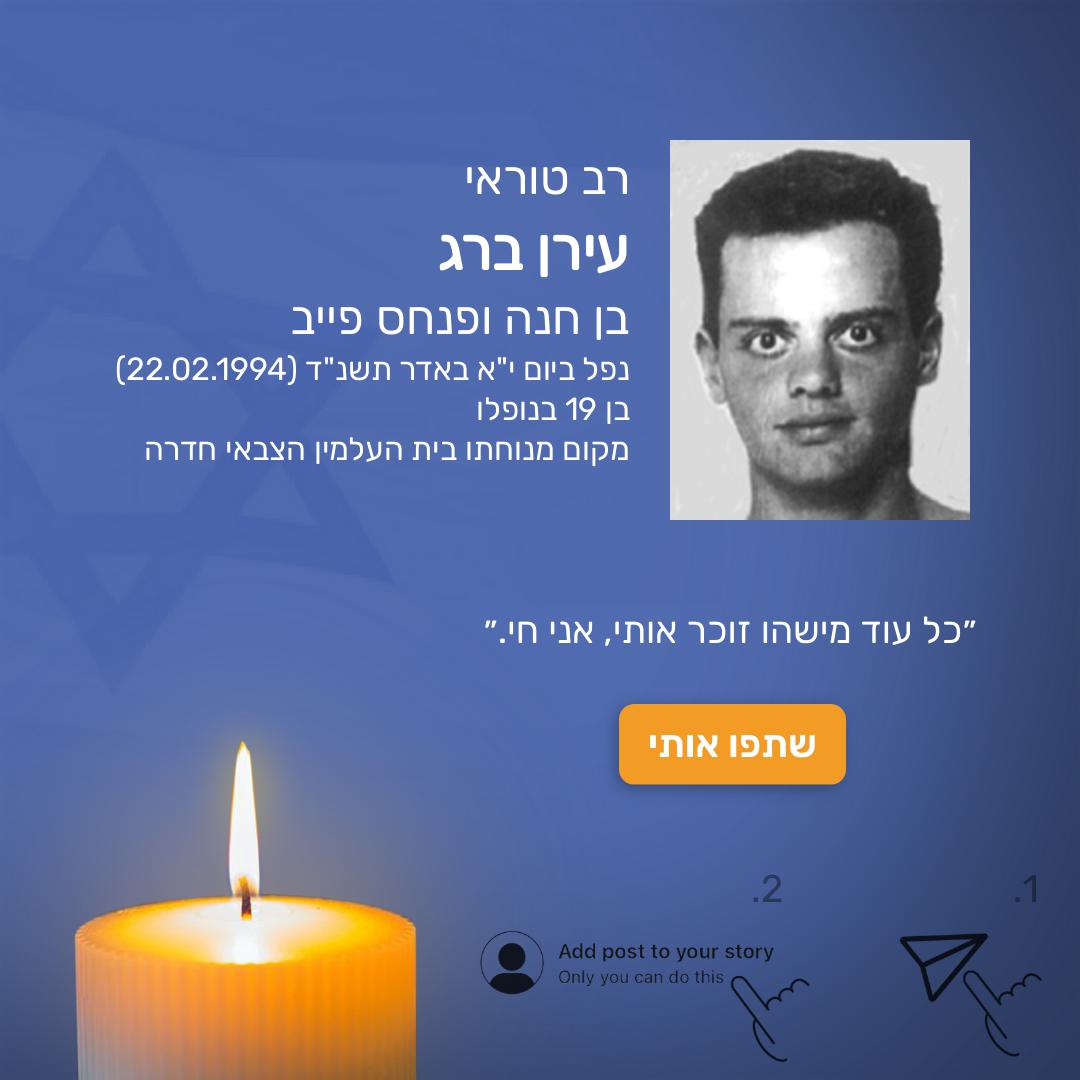 רב טוראי
עירן ברג
בן חנה ופנחס פייב
נפל ביום י"א באדר תשנ"ד (22.02.1994)
בן 19 בנופלו
מקום מנוחתו בית העלמין הצבאי חדרה
״כל עוד מישהו זוכר אותי, אני חי.״
שתפו אותי
1.
2.
Add post to your story
Only you can do this